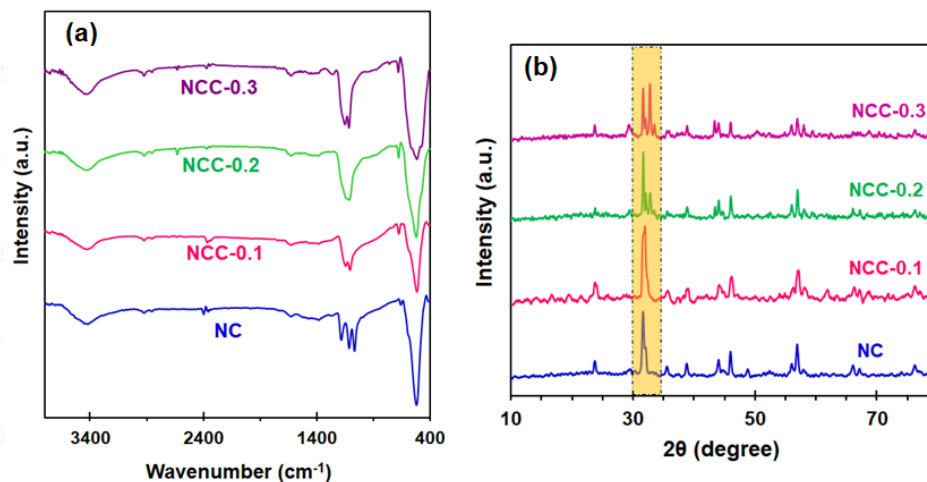 (a)
NCC-0.3
NCC-0.2
NCC-0.1
NC
Intensity (a.u.)
3400 2400 1400 400
Wavenumber (cm⁻¹)
(b)
NCC-0.3
NCC-0.2
NCC-0.1
NC
Intensity (a.u.)
10 30 50 70
2θ (degree)